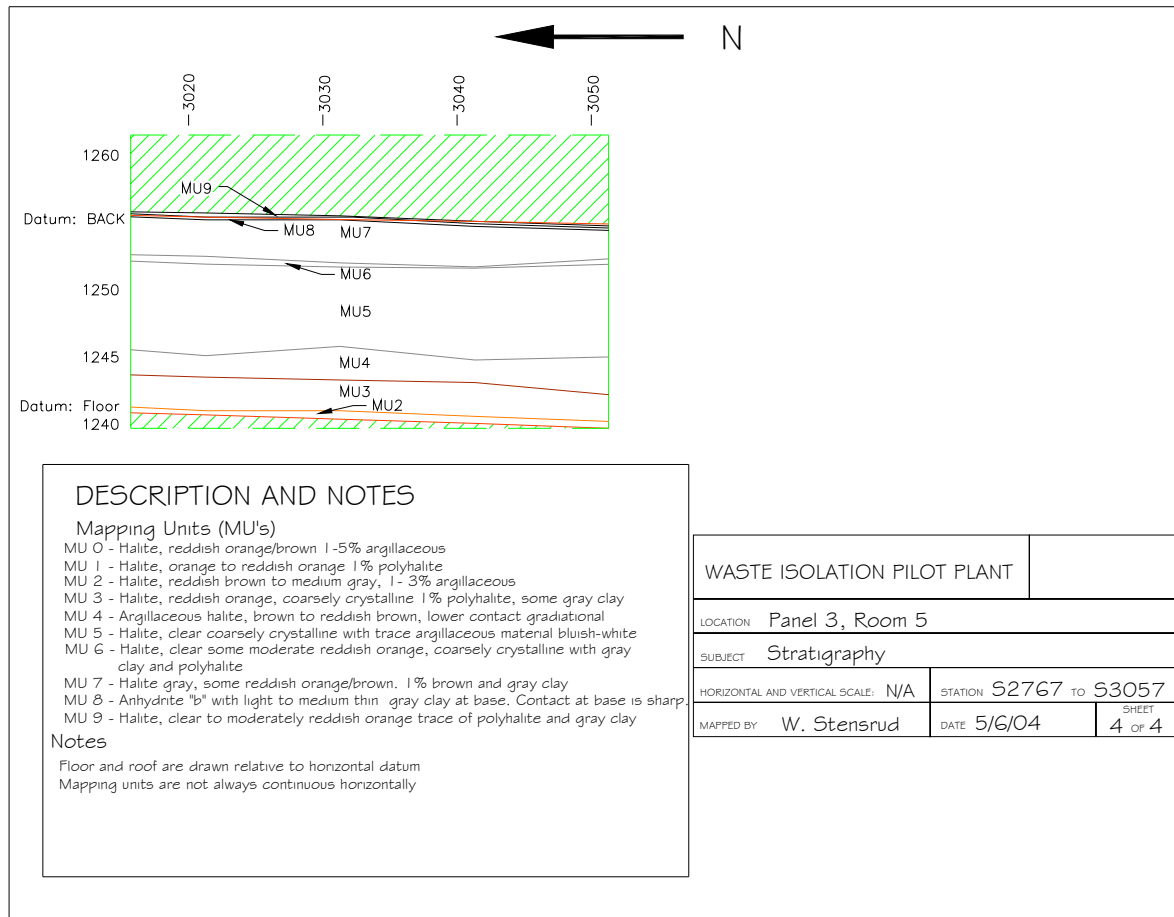 N
-3020
-3030
-3040
-3050
1260
MU9
Datum: BACK
MU8
MU7
MU6
1250
MU5
1245
MU4
MU3
Datum: Floor
MU2
1240
DESCRIPTION AND NOTES
Mapping Units (MU's)
MU 0 - Halite, reddish orange/brown 1-5% argillaceous
MU 1 - Halite, orange to reddish orange 1% polyhalite
MU 2 - Halite, reddish brown to medium gray, 1- 3% argillaceous
MU 3 - Halite, reddish orange, coarsely crystalline 1% polyhalite, some gray clay
MU 4 - Argillaceous halite, brown to reddish brown, lower contact gradiational
MU 5 - Halite, clear coarsely crystalline with trace argillaceous material bluish-white
MU 6 - Halite, clear some moderate reddish orange, coarsely crystalline with gray
clay and polyhalite
MU 7 - Halite gray, some reddish orange/brown. 1% brown and gray clay
MU 8 - Anhydrite "b" with light to medium thin gray clay at base. Contact at base is sharp.
MU 9 - Halite, clear to moderately reddish orange trace of polyhalite and gray clay
Notes
Floor and roof are drawn relative to horizontal datum
Mapping units are not always continuous horizontally
WASTE ISOLATION PILOT PLANT
LOCATION Panel 3, Room 5
SUBJECT Stratigraphy
HORIZONTAL AND VERTICAL SCALE: N/A STATION S2767 TO S3057
MAPPED BY W. Stensrud DATE 5/6/04 SHEET
4 OF 4